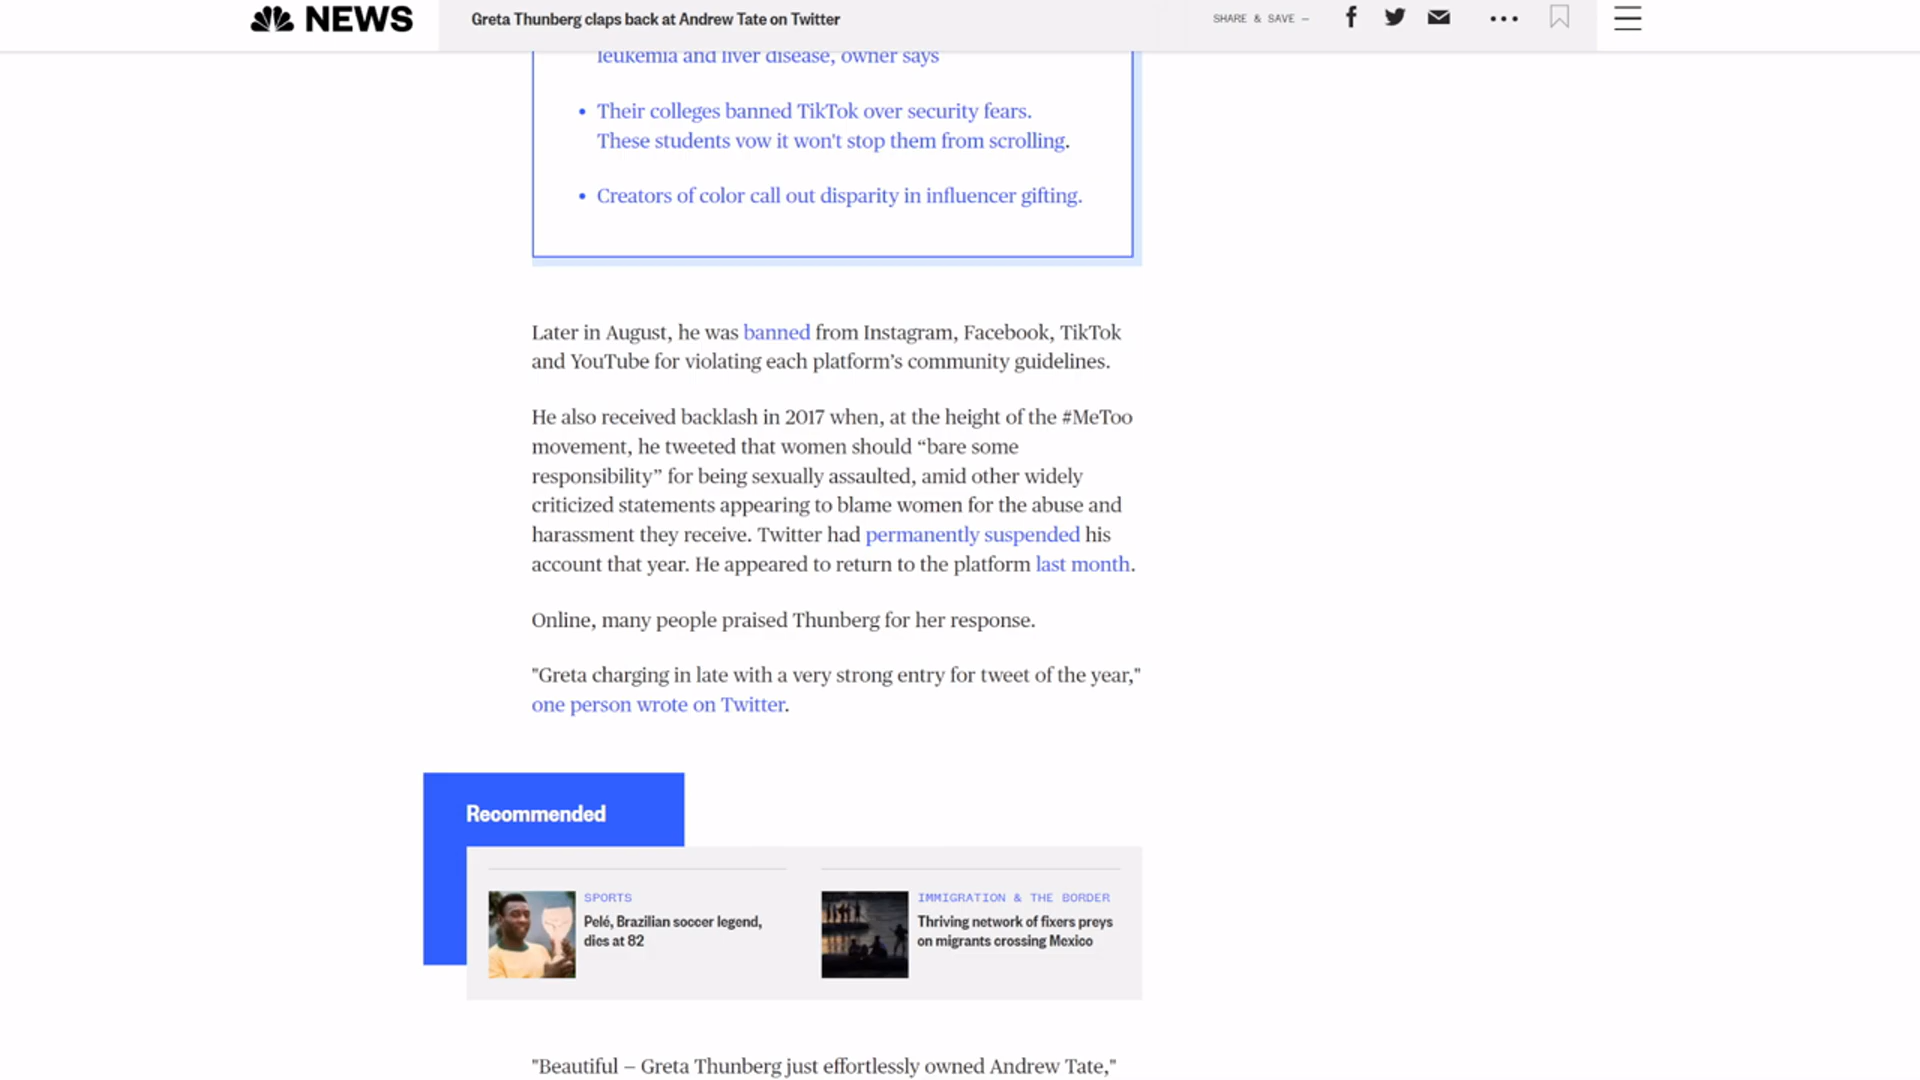 NEWS
Greta Thunberg claps back at Andrew Tate on Twitter
SHARE & SAVE —
leukemia and liver disease, owner says
• Their colleges banned TikTok over security fears.
These students vow it won't stop them from scrolling.
• Creators of color call out disparity in influencer gifting.
Later in August, he was banned from Instagram, Facebook, TikTok
and YouTube for violating each platform’s community guidelines.
He also received backlash in 2017 when, at the height of the #MeToo
movement, he tweeted that women should “bare some
responsibility” for being sexually assaulted, amid other widely
criticized statements appearing to blame women for the abuse and
harassment they receive. Twitter had permanently suspended his
account that year. He appeared to return to the platform last month.
Online, many people praised Thunberg for her response.
"Greta charging in late with a very strong entry for tweet of the year,"
one person wrote on Twitter.
Recommended
SPORTS
Pelé, Brazilian soccer legend,
dies at 82
IMMIGRATION & THE BORDER
Thriving network of fixers preys
on migrants crossing Mexico
"Beautiful — Greta Thunberg just effortlessly owned Andrew Tate,"